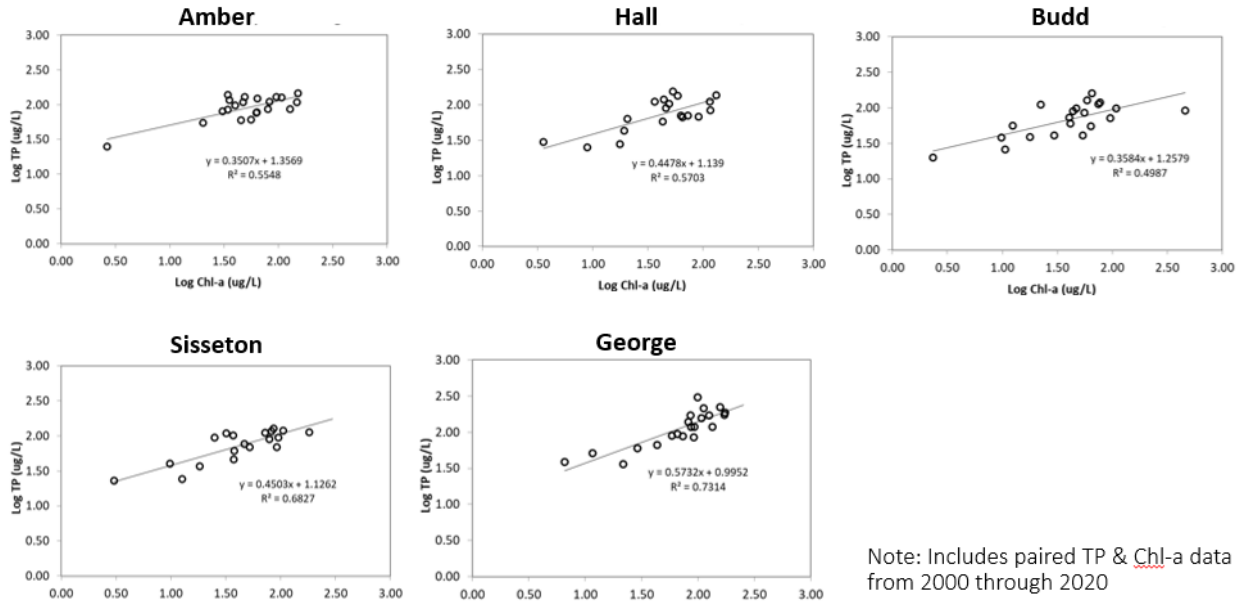 Amber
3.00
2.50
2.00
1.50
1.00
0.50
0.00
Log TP (ug/L)
y = 0.3507x + 1.3569
R² = 0.5548
0.00 0.50 1.00 1.50 2.00 2.50 3.00
Log Chl-a (ug/L)
Hall
3.00
2.50
2.00
1.50
1.00
0.50
0.00
Log TP (ug/L)
y = 0.4478x + 1.139
R² = 0.5703
0.00 0.50 1.00 1.50 2.00 2.50 3.00
Log Chl-a (ug/L)
Budd
3.00
2.50
2.00
1.50
1.00
0.50
0.00
Log TP (ug/L)
y = 0.3584x + 1.2579
R² = 0.4987
0.00 1.00 1.50 2.00 2.50 3.00
Log Chl-a (ug/L)
Sisseton
3.00
2.50
2.00
1.50
1.00
0.50
0.00
Log TP (ug/L)
y = 0.4503x + 1.1262
R² = 0.6827
0.00 0.50 1.00 1.50 2.00 2.50 3.00
George
3.00
2.50
2.00
1.50
1.00
0.50
0.00
Log TP (ug/L)
y = 0.5732x + 0.9952
R² = 0.7314
0.00 0.50 1.00 1.50 2.00 2.50 3.00
Note: Includes paired TP & Chl-a data
from 2000 through 2020